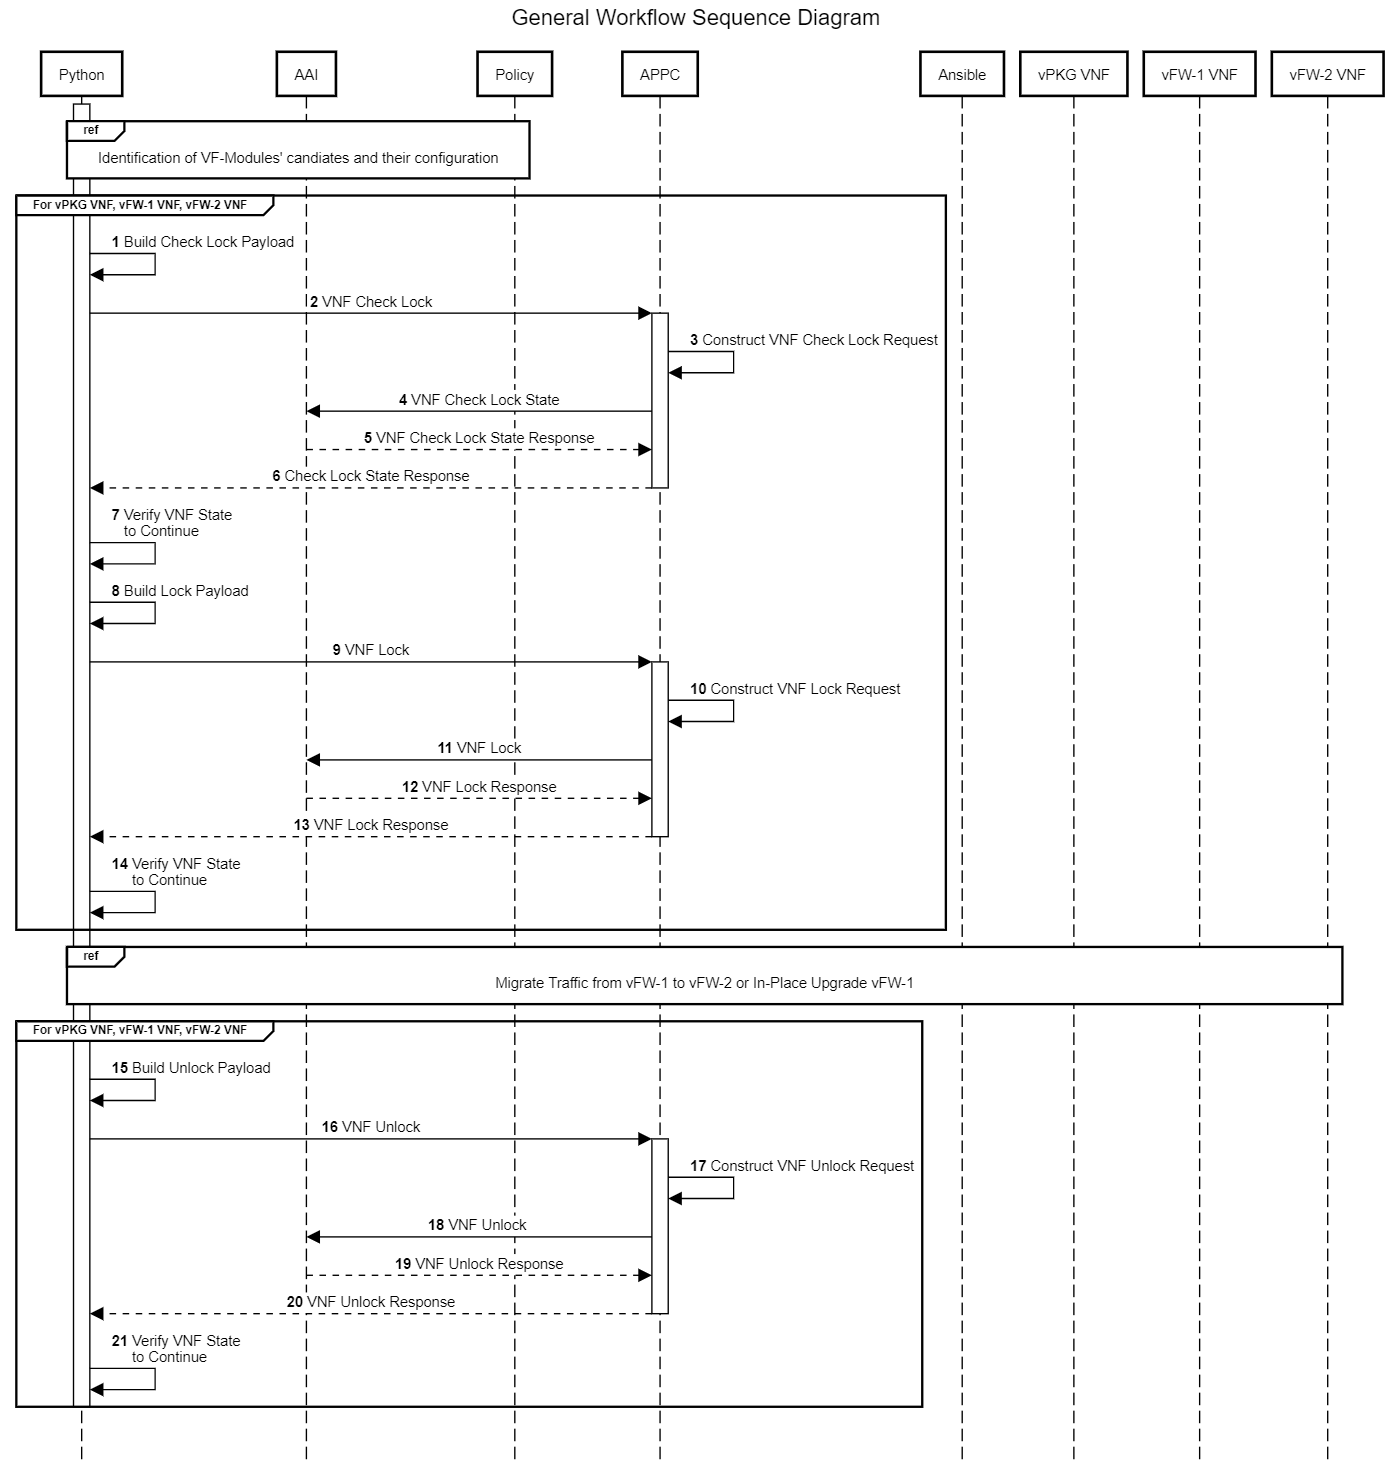 General Workflow Sequence Diagram
Python
AAI
Policy
APPC
Ansible
vPKG VNF
vFW-1 VNF
vFW-2 VNF
ref
Identification of VF-Modules' candiates and their configuration
For vPKG VNF, vFW-1 VNF, vFW-2 VNF
1 Build Check Lock Payload
2 VNF Check Lock
3 Construct VNF Check Lock Request
4 VNF Check Lock State
5 VNF Check Lock State Response
6 Check Lock State Response
7 Verify VNF State
to Continue
8 Build Lock Payload
9 VNF Lock
10 Construct VNF Lock Request
11 VNF Lock
12 VNF Lock Response
13 VNF Lock Response
14 Verify VNF State
to Continue
ref
Migrate Traffic from vFW-1 to vFW-2 or In-Place Upgrade vFW-1
For vPKG VNF, vFW-1 VNF, vFW-2 VNF
15 Build Unlock Payload
16 VNF Unlock
17 Construct VNF Unlock Request
18 VNF Unlock
19 VNF Unlock Response
20 VNF Unlock Response
21 Verify VNF State
to Continue